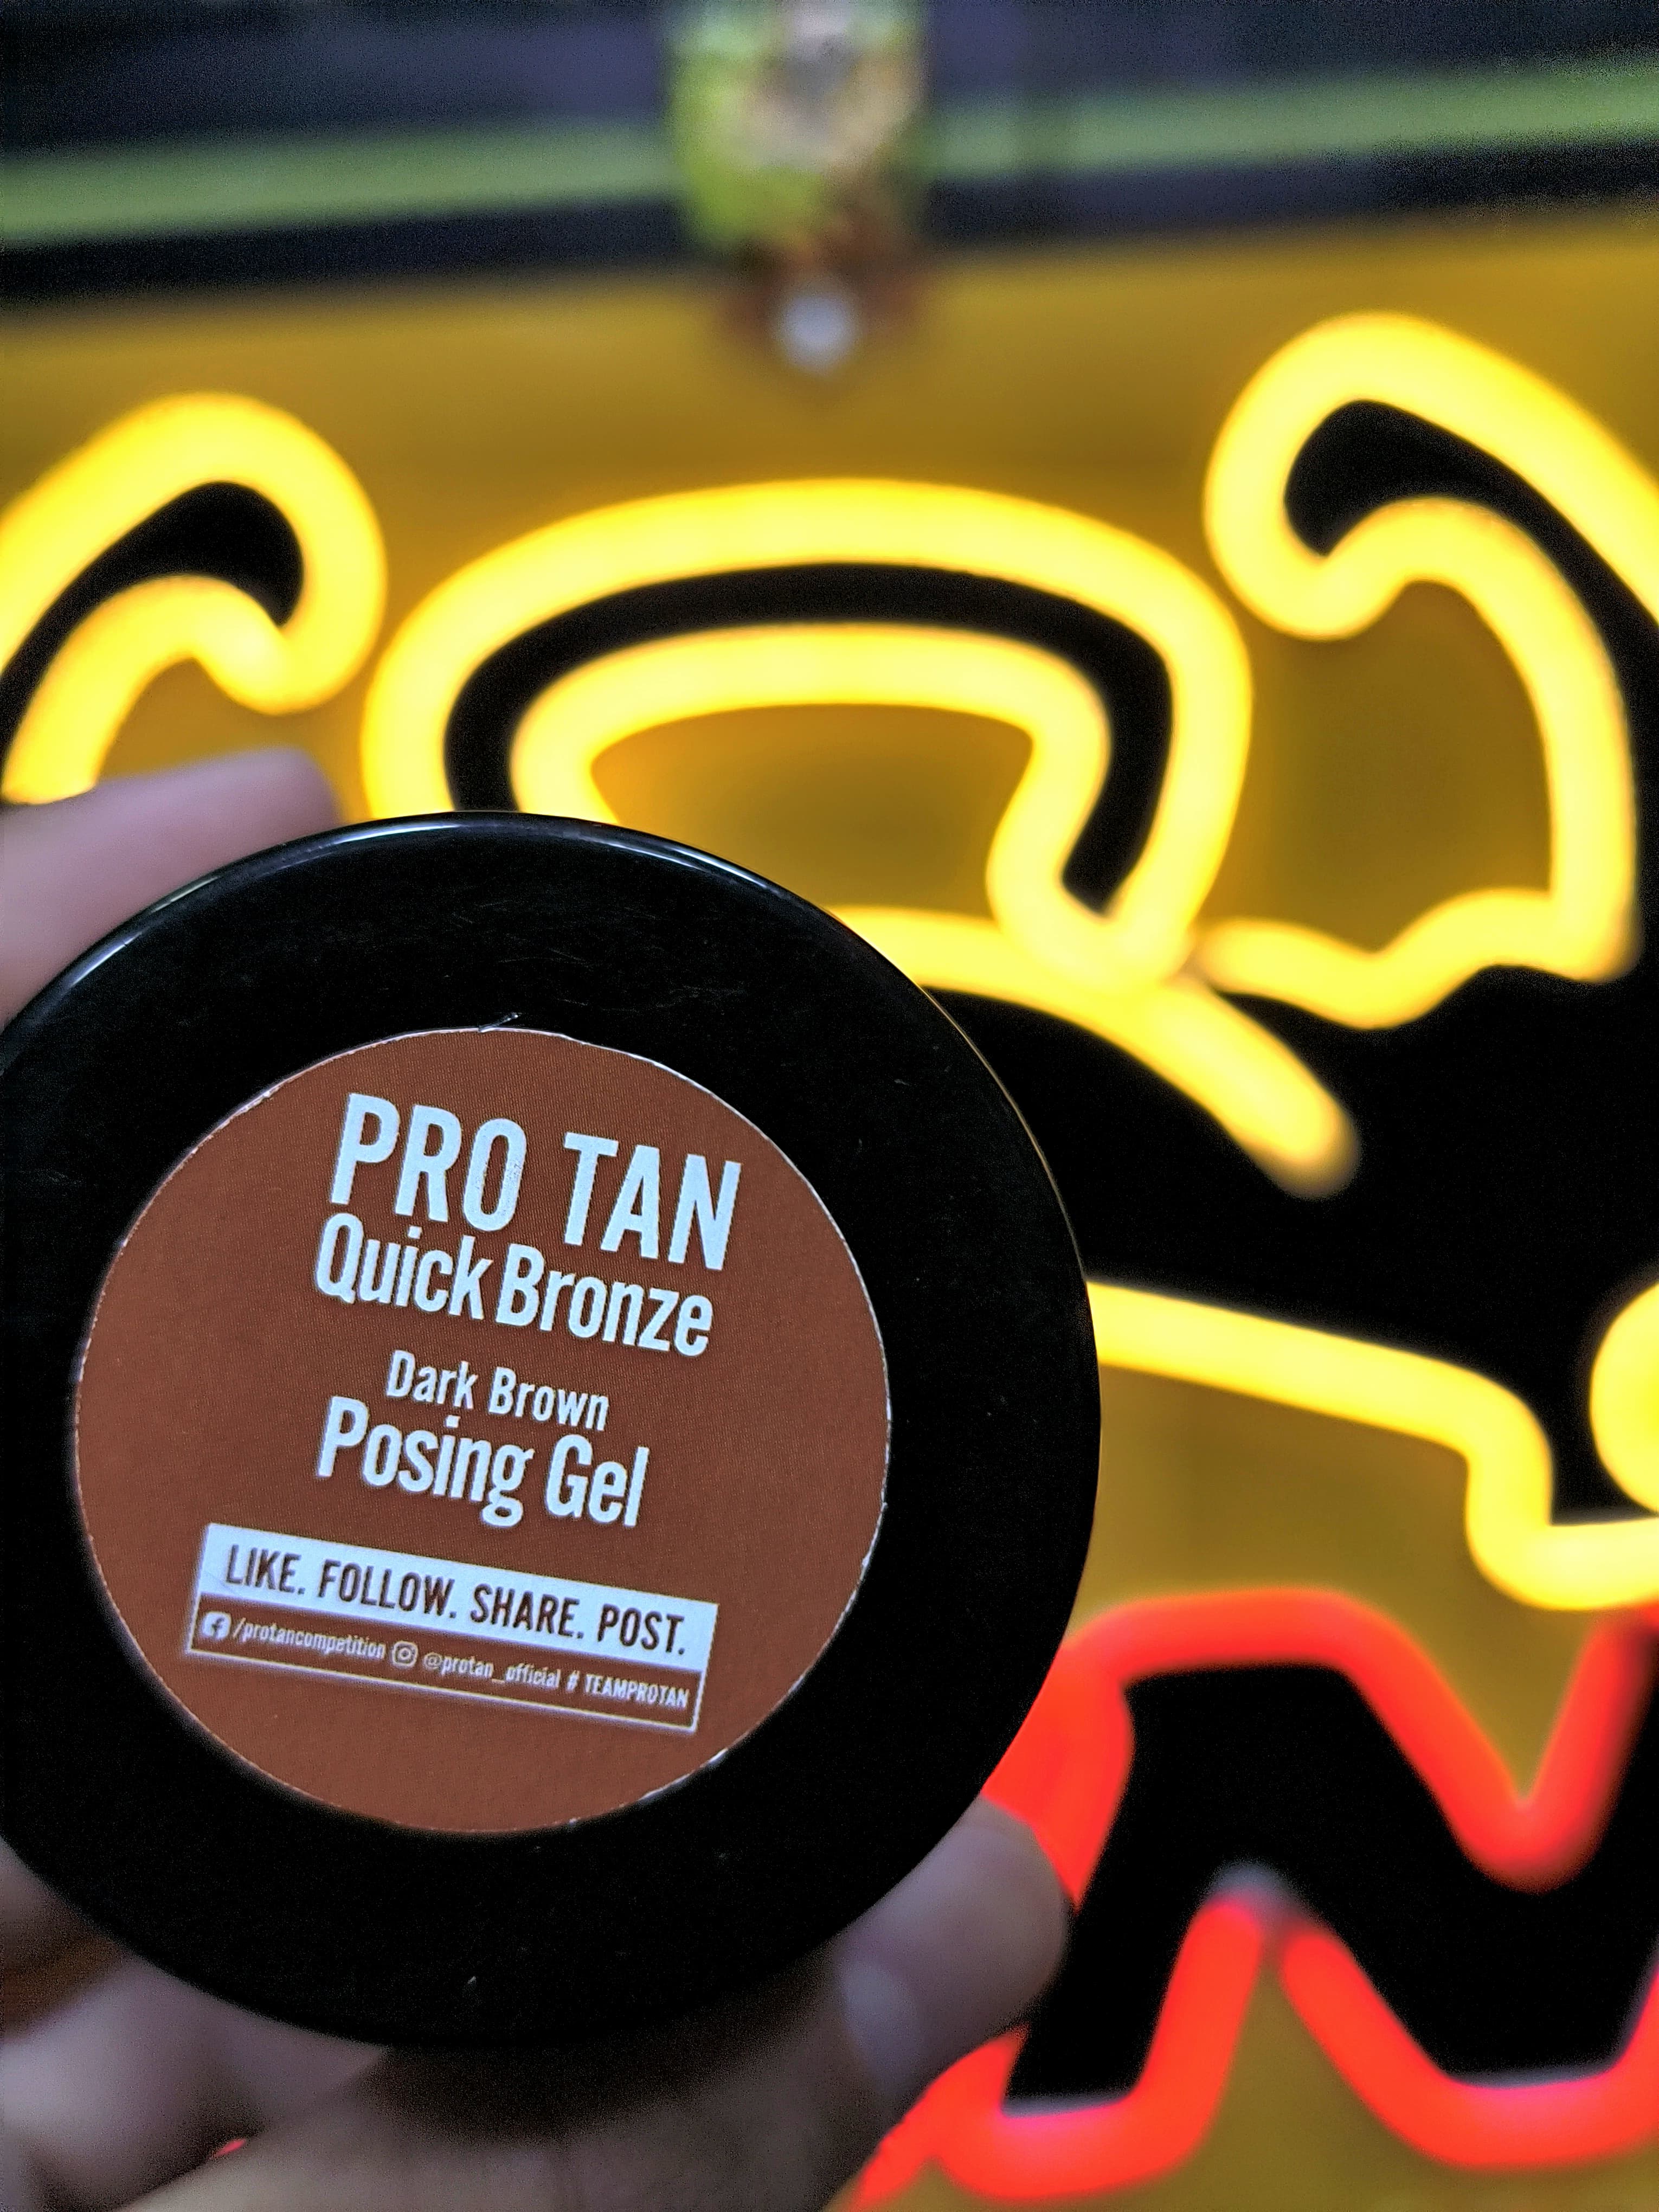 PRO TAN
Quick Bronze
Dark Brown
Posing Gel
LIKE. FOLLOW. SHARE. POST.
/protancompetition @protan_official # TEAMPROTAN